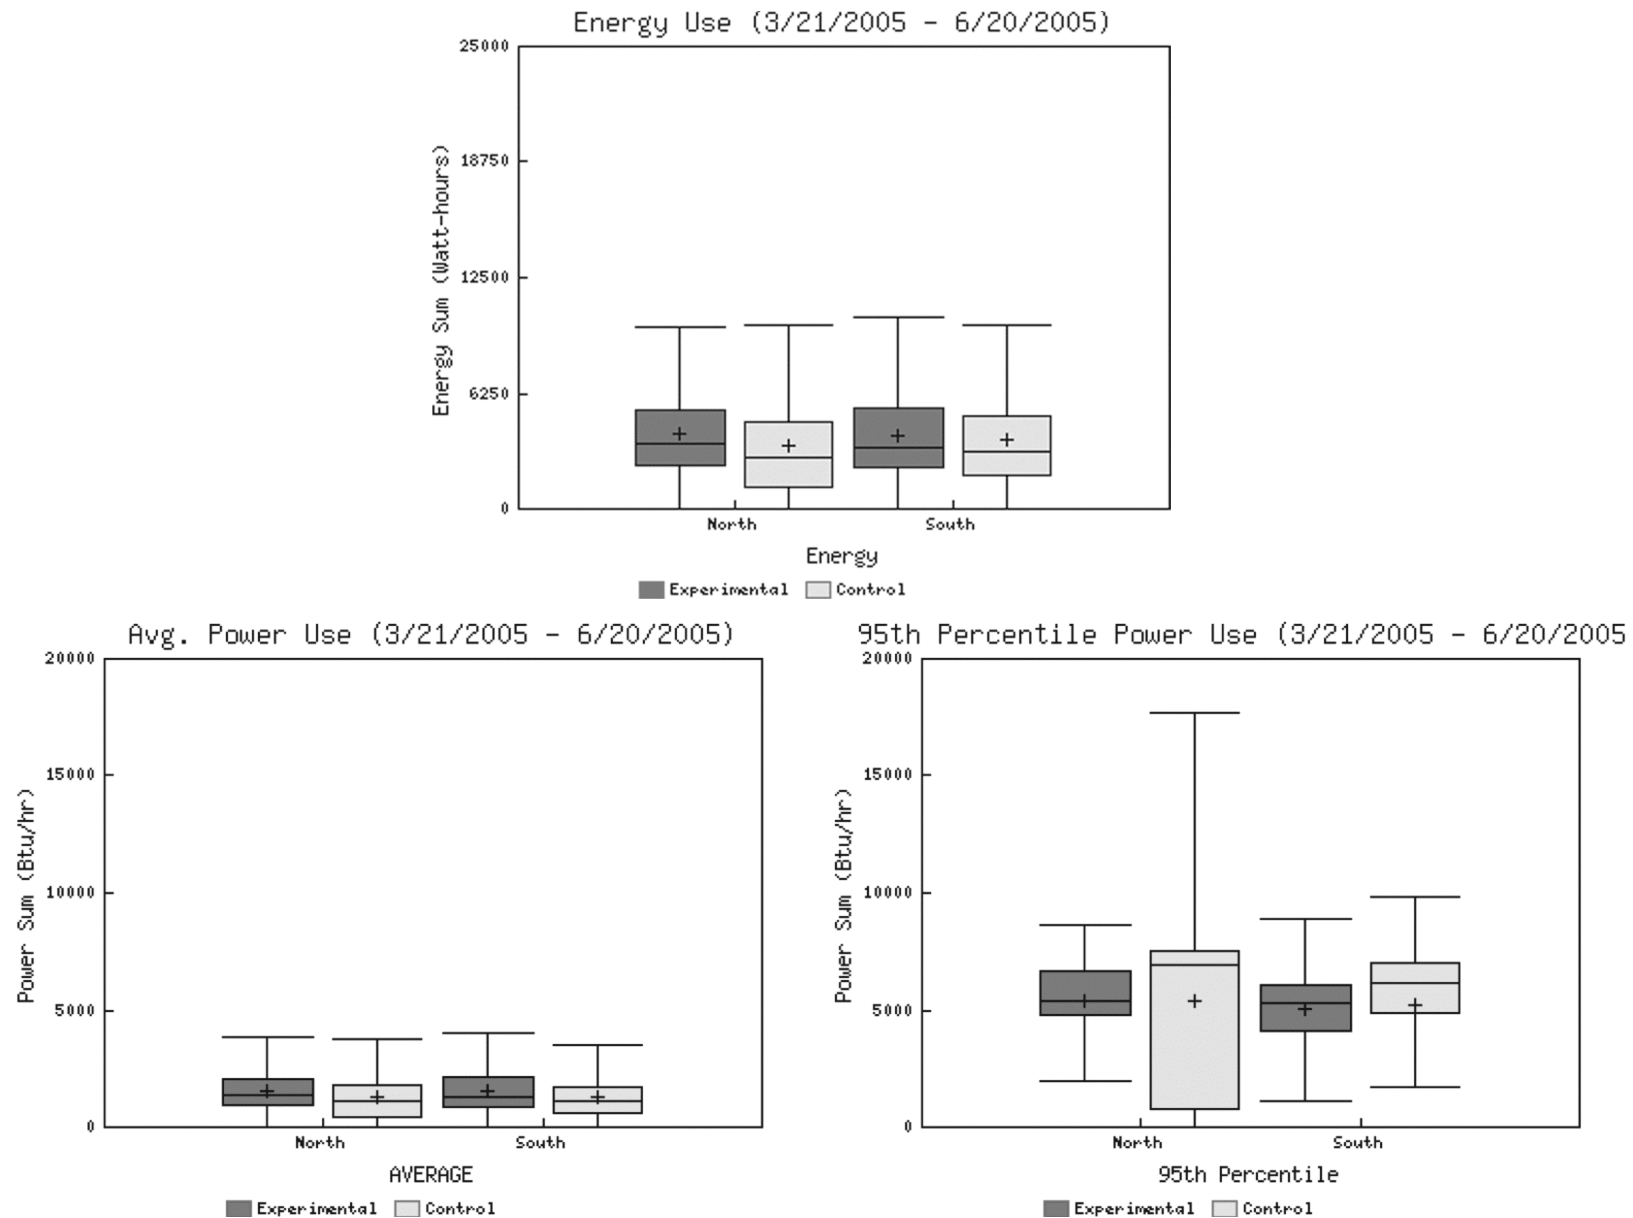 Energy Use (3/21/2005 - 6/20/2005)
25000
18750
12500
6250
0
Energy Sum (Watt-hours)
North South
Energy
Experimental Control
Avg. Power Use (3/21/2005 - 6/20/2005)
20000
15000
10000
5000
0
Power Sum (Btu/hr)
North South
AVERAGE
Experimental Control
95th Percentile Power Use (3/21/2005 - 6/20/2005
20000
15000
10000
5000
0
Power Sum (Btu/hr)
North South
95th Percentile
Experimental Control